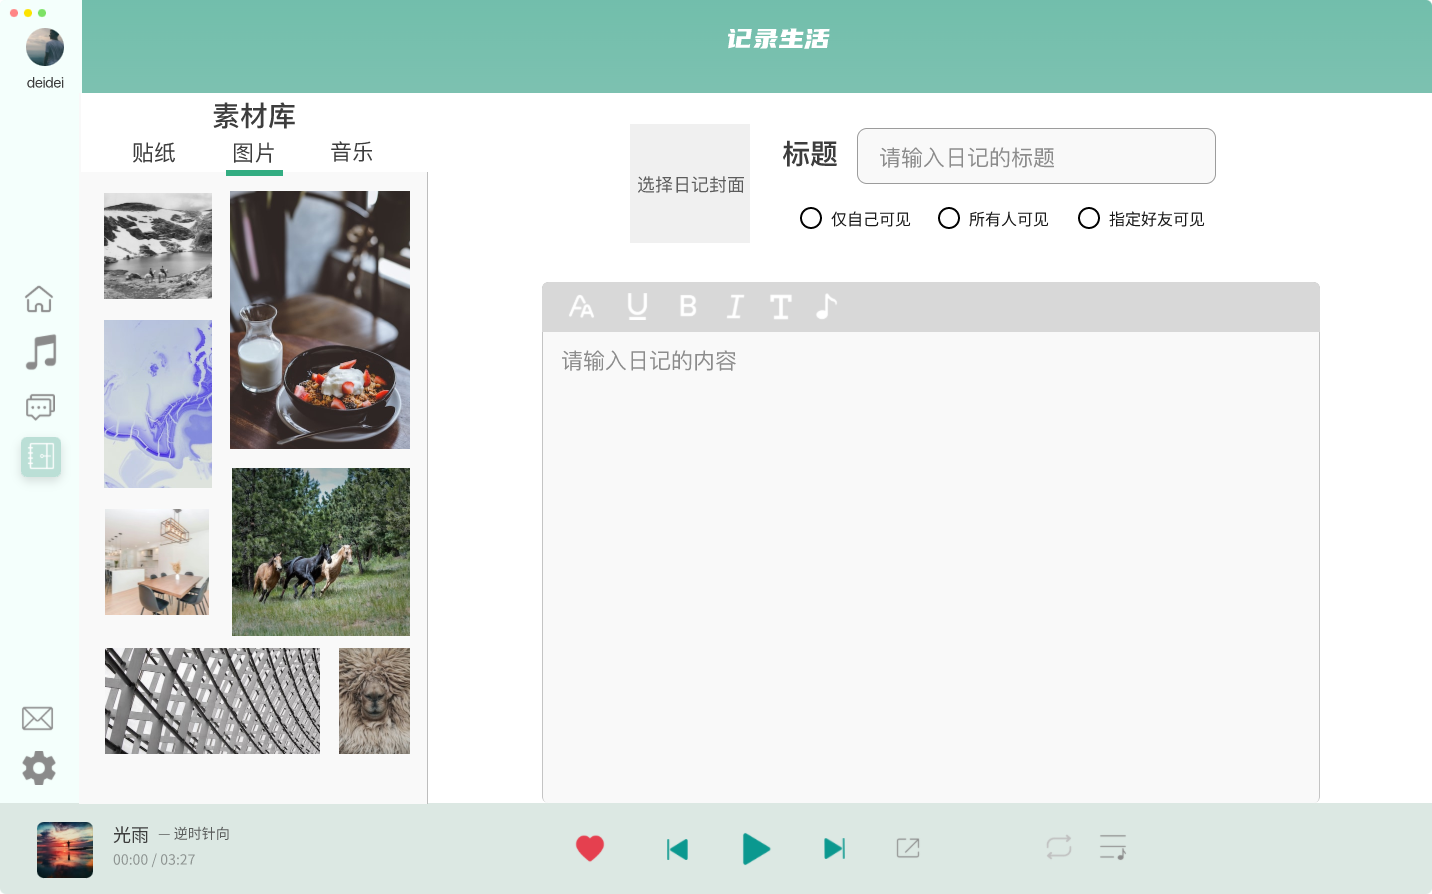 记录生活
deidei
素材库
贴纸
图片
音乐
选择日记封面
标题
请输入日记的标题
仅自己可见
所有人可见
指定好友可见
A A U B I T
请输入日记的内容
光雨 — 逆时针向
00:00 / 03:27